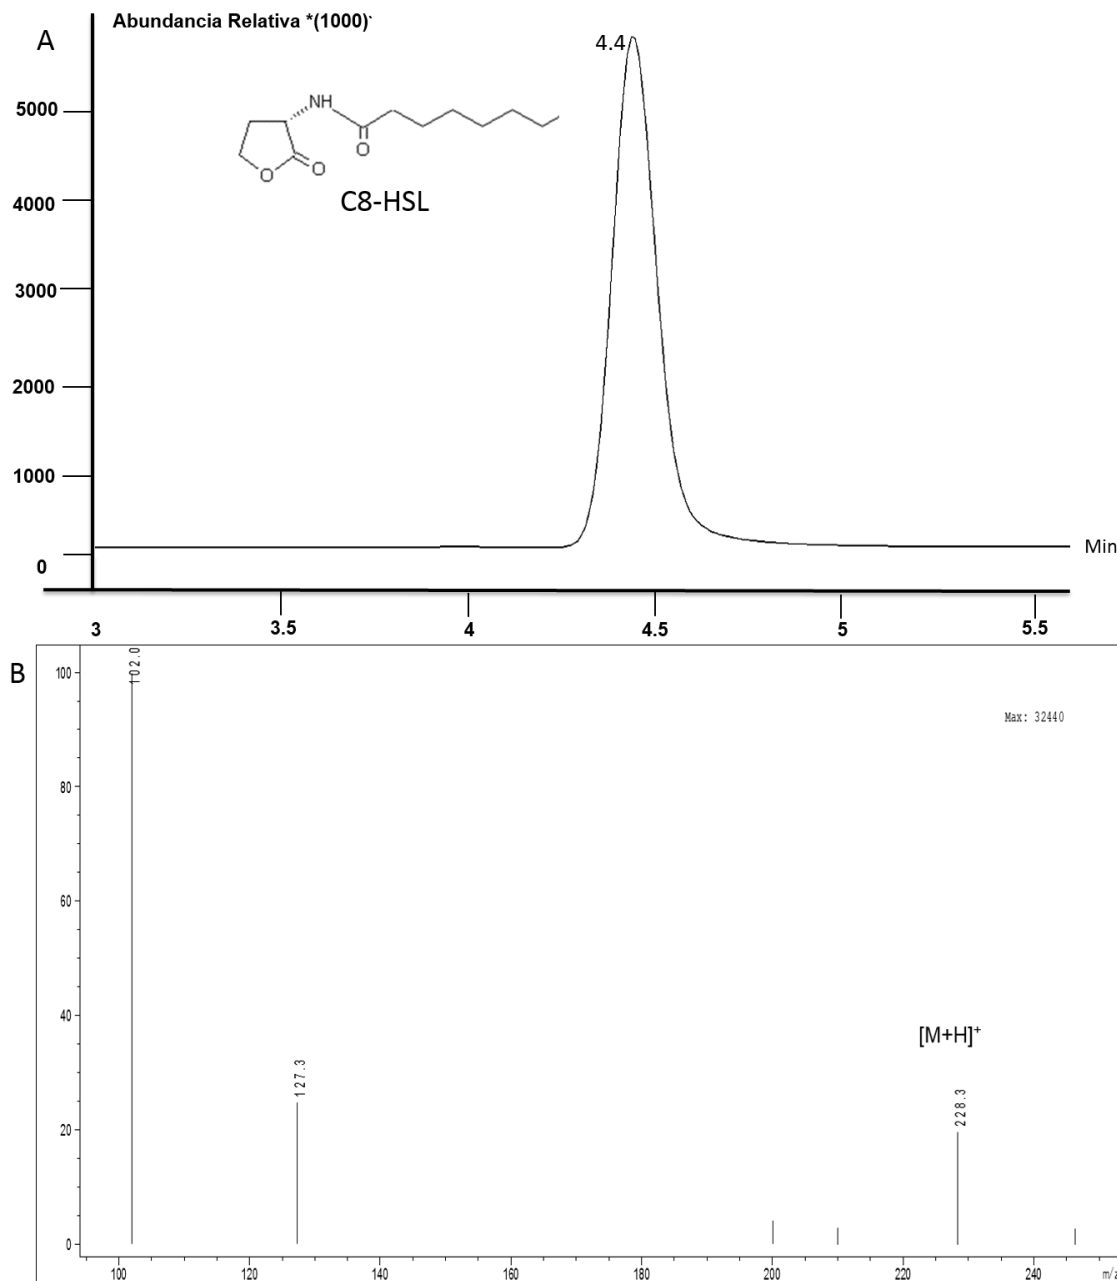 A
Abundancia Relativa *(1000)`
4.4
5000
4000
3000
2000
1000
0
NH
O
O
O
C8-HSL
Min
3 3.5 4 4.5 5 5.5
B
102.0
Max: 32440
100
80
60
40
20
0
127.3
[M+H]+
228.3
100 120 140 160 180 200 220 240 m/z